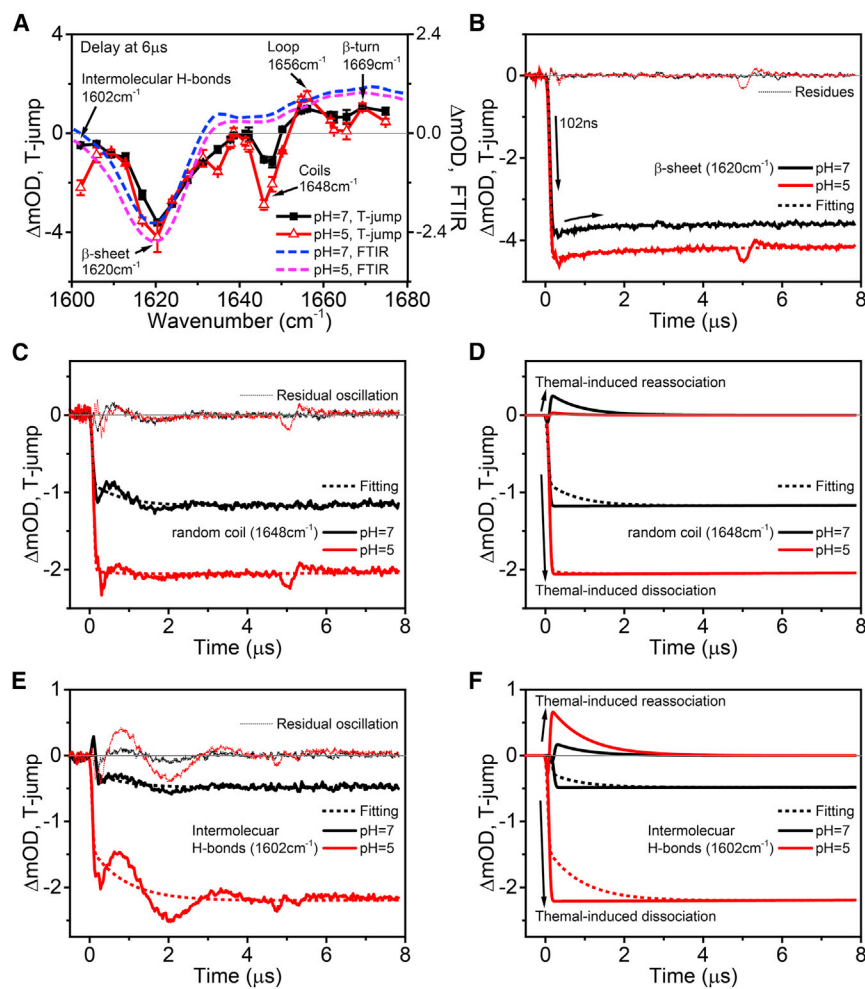 A
B
Delay at 6μs
Loop
1656cm⁻¹
β-turn
1669cm⁻¹
Intermolecular H-bonds
1602cm⁻¹
Coils
1648cm⁻¹
β-sheet
1620cm⁻¹
pH=7, T-jump
pH=5, T-jump
pH=7, FTIR
pH=5, FTIR
4
0
-4
2.4
0.0
-2.4
1600 1620 1640 1660 1680
Wavenumber (cm⁻¹)
ΔmOD, T-jump
ΔmOD, FTIR
Residues
102ns
β-sheet (1620cm⁻¹)
pH=7
pH=5
Fitting
0
-2
-4
0 2 4 6 8
Time (μs)
ΔmOD, T-jump
C
D
Residual oscillation
Fitting
random coil (1648cm⁻¹)
pH=7
pH=5
0
-1
-2
0 2 4 6 8
Time (μs)
ΔmOD, T-jump
Themal-induced reassociation
Fitting
random coil (1648cm⁻¹)
pH=7
pH=5
Themal-induced dissociation
0
-1
-2
0 2 4 6 8
Time (μs)
ΔmOD, T-jump
E
F
Residual oscillation
Fitting
Intermolecuar
H-bonds (1602cm⁻¹)
pH=7
pH=5
1
0
-1
-2
0 2 4 6 8
Time (μs)
ΔmOD, T-jump
Themal-induced reassociation
Fitting
Intermolecuar
H-bonds (1602cm⁻¹)
pH=7
pH=5
Themal-induced dissociation
1
0
-1
-2
0 2 4 6 8
Time (μs)
ΔmOD, T-jump